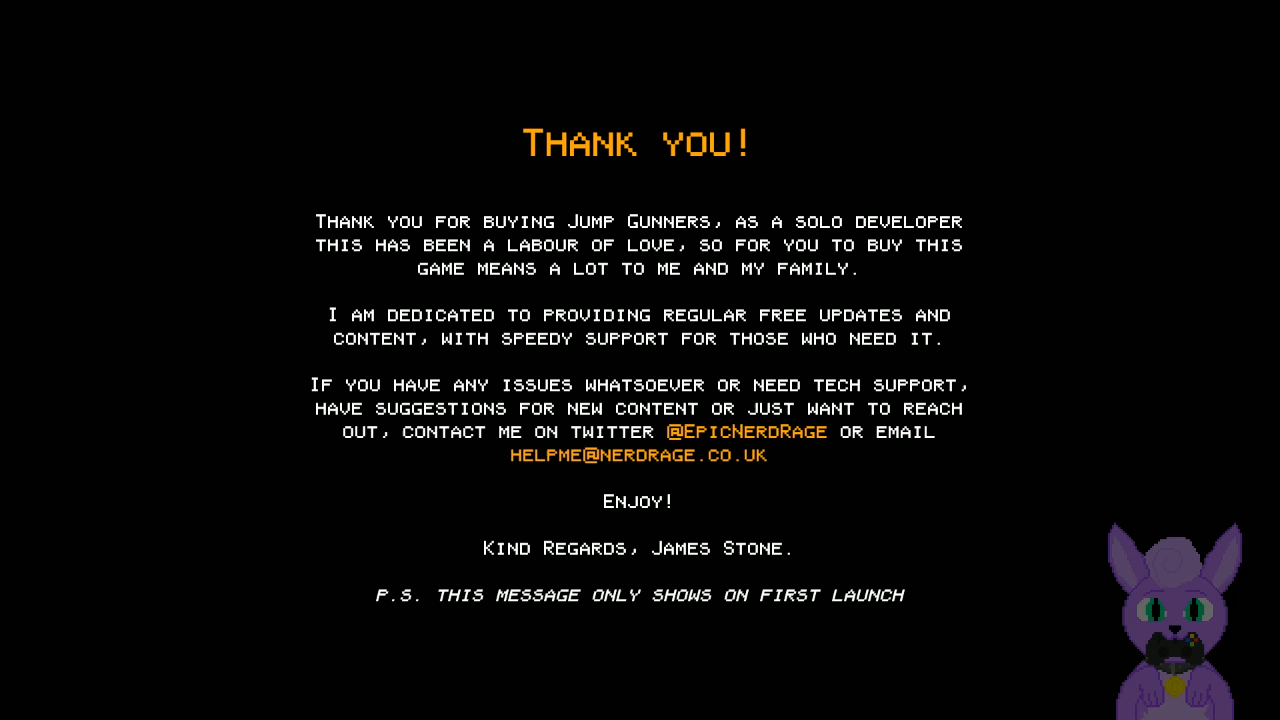 Thank you!
Thank you for buying Jump Gunners, as a solo developer
this has been a labour of love, so for you to buy this
game means a lot to me and my family.
I am dedicated to providing regular free updates and
content, with speedy support for those who need it.
If you have any issues whatsoever or need tech support,
have suggestions for new content or just want to reach
out, contact me on twitter @EpicNerdRage or email
helpme@nerdrage.co.uk
Enjoy!
Kind Regards, James Stone.
P.S. this message only shows on first launch